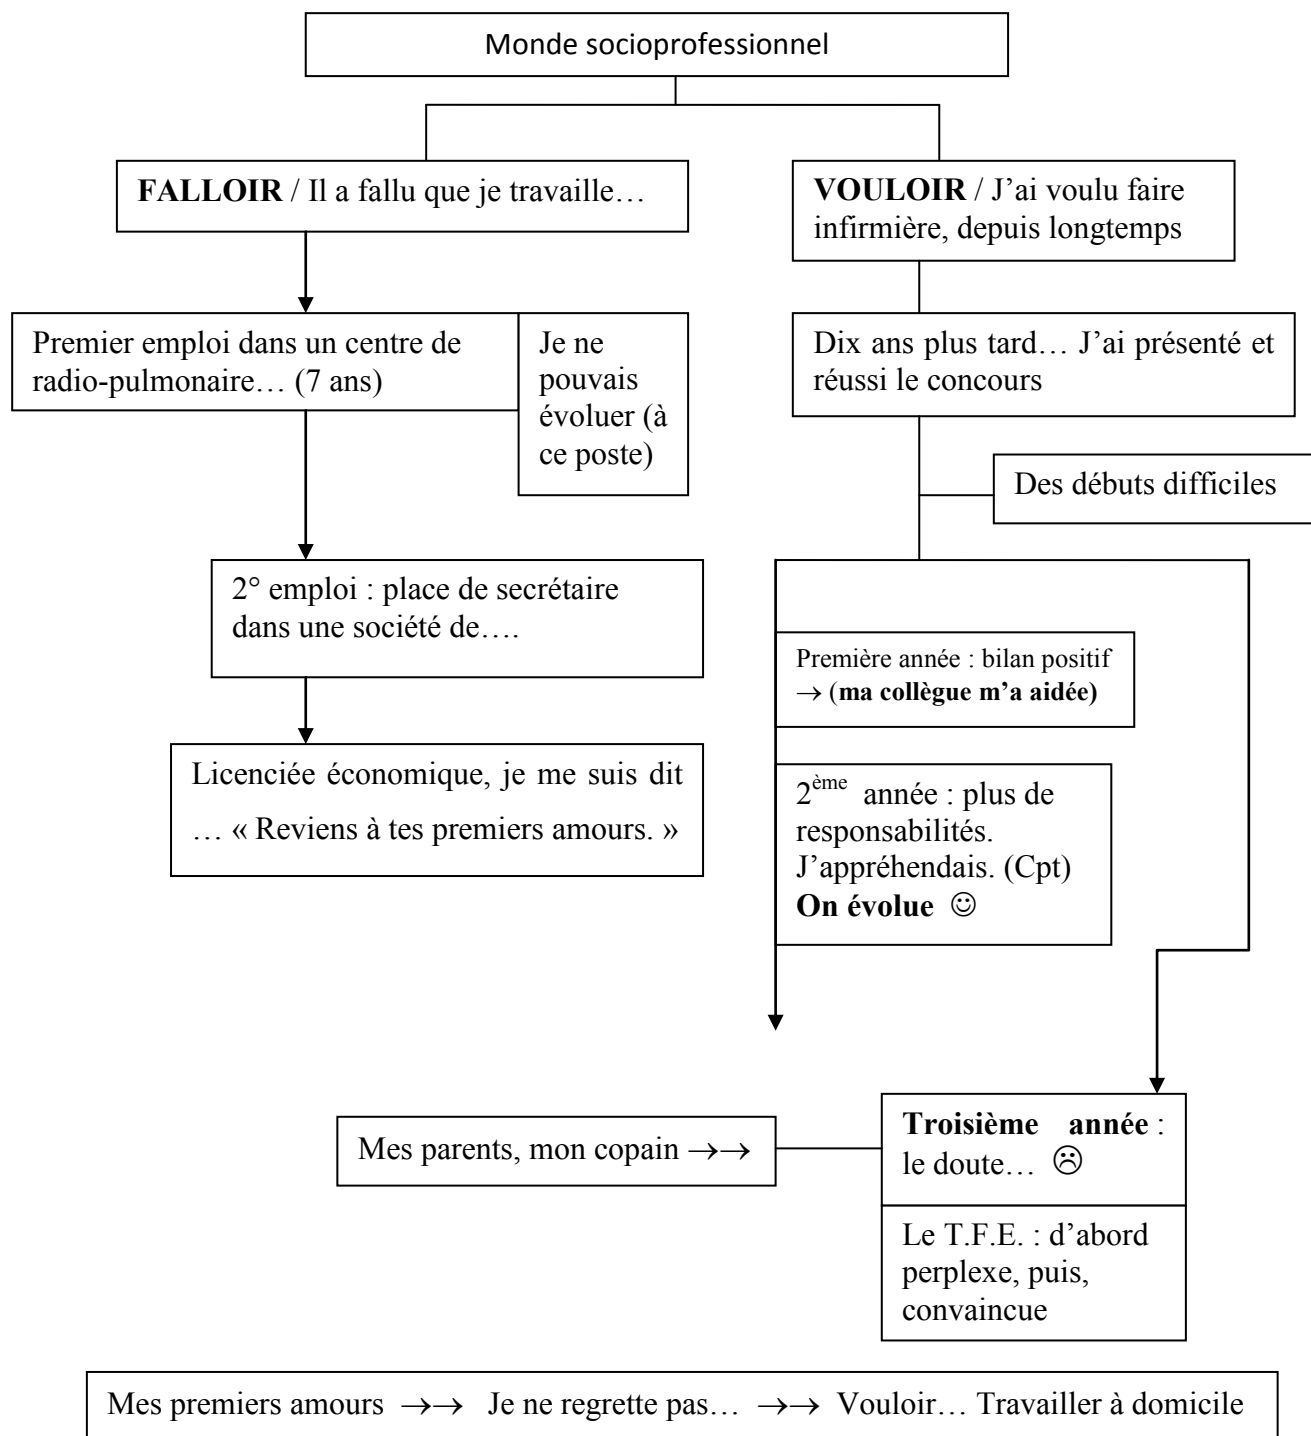 Monde socioprofessionnel
FALLOIR / Il a fallu que je travaille…
VOULOIR / J’ai voulu faire
infirmière, depuis longtemps
Premier emploi dans un centre de
radio-pulmonaire… (7 ans)
Je ne
pouvais
évoluer (à
ce poste)
Dix ans plus tard… J’ai présenté et
réussi le concours
Des débuts difficiles
2° emploi : place de secrétaire
dans une société de….
Première année : bilan positif
→ (ma collègue m’a aidée)
Licenciée économique, je me suis dit
… « Reviens à tes premiers amours. »
2ème année : plus de
responsabilités.
J’appréhendais. (Cpt)
On évolue ☺
Mes parents, mon copain →→
Troisième année :
le doute… ☹
Le T.F.E. : d’abord
perplexe, puis,
convaincue
Mes premiers amours →→ Je ne regrette pas… →→ Vouloir… Travailler à domicile